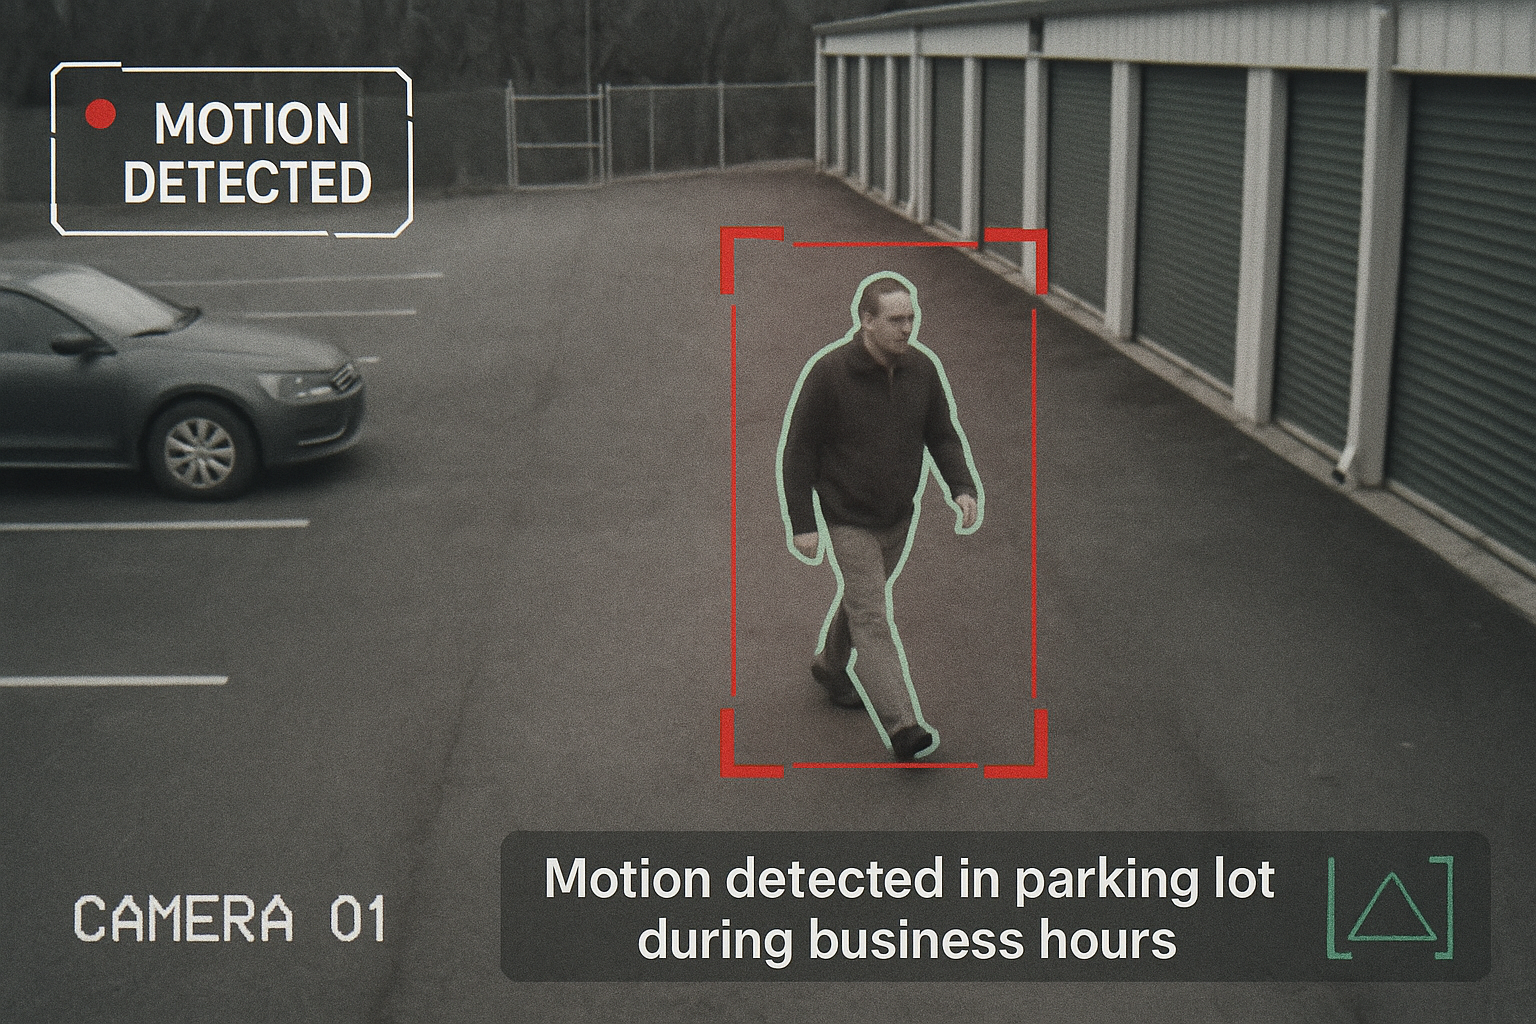 MOTION
DETECTED
CAMERA 01
Motion detected in parking lot
during business hours